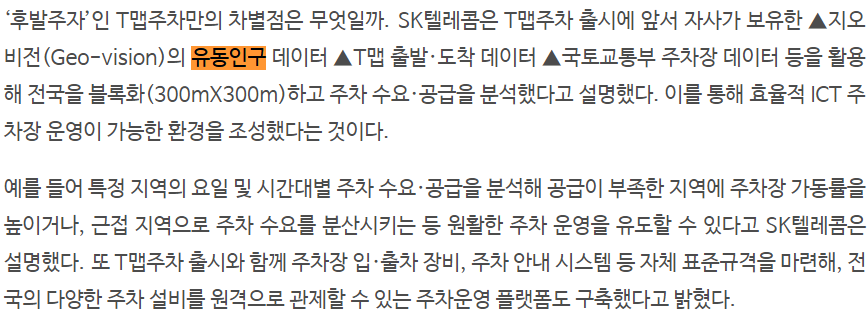 ‘후발주자’인 T맵주차만의 차별점은 무엇일까. SK텔레콤은 T맵주차 출시에 앞서 자사가 보유한 ▲지오
비전(Geo-vision)의 유동인구 데이터 ▲T맵 출발·도착 데이터 ▲국토교통부 주차장 데이터 등을 활용
해 전국을 블록화(300mX300m)하고 주차 수요·공급을 분석했다고 설명했다. 이를 통해 효율적 ICT 주
차장 운영이 가능한 환경을 조성했다는 것이다.
예를 들어 특정 지역의 요일 및 시간대별 주차 수요·공급을 분석해 공급이 부족한 지역에 주차장 가동률을
높이거나, 근접 지역으로 주차 수요를 분산시키는 등 원활한 주차 운영을 유도할 수 있다고 SK텔레콤은
설명했다. 또 T맵주차 출시와 함께 주차장 입·출차 장비, 주차 안내 시스템 등 자체 표준규격을 마련해, 전
국의 다양한 주차 설비를 원격으로 관제할 수 있는 주차운영 플랫폼도 구축했다고 밝혔다.